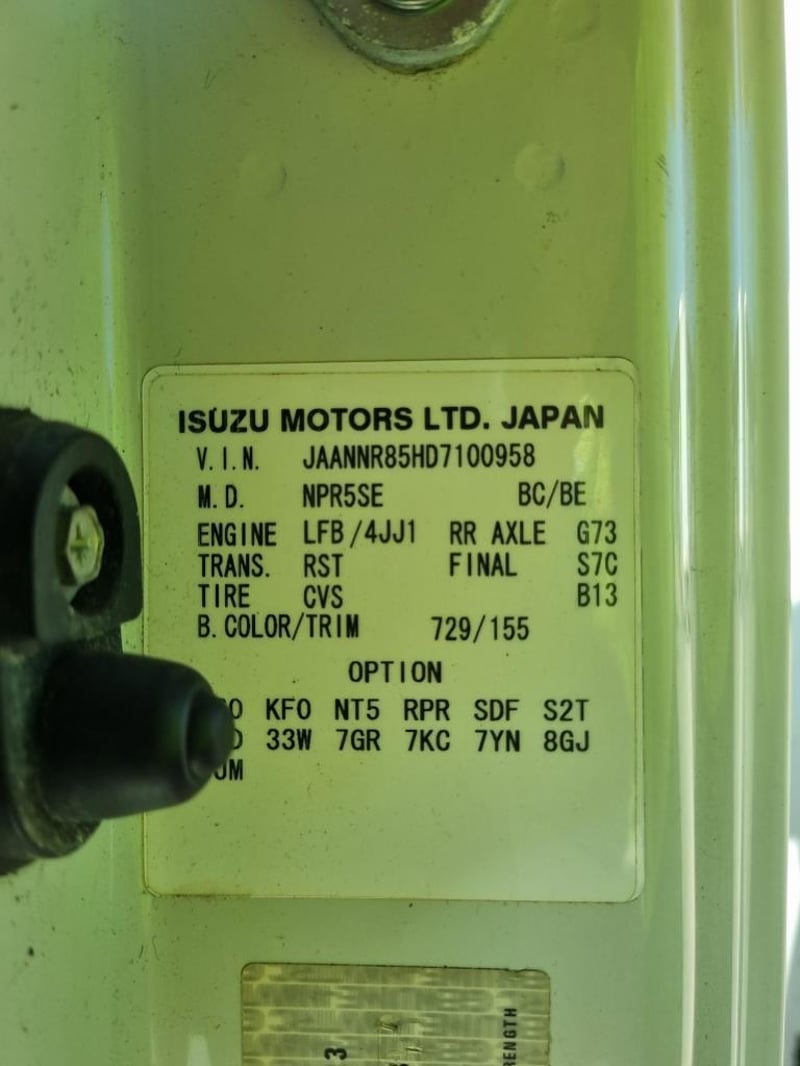 ISUZU MOTORS LTD. JAPAN
V.I.N. JAANNR85HD7100958
M.D. NPR5SE BC/BE
ENGINE LFB/4JJ1 RR AXLE G73
TRANS. RST FINAL S7C
TIRE CVS B13
B.COLOR/TRIM 729/155
OPTION
KFO NT5 RPR SDF S2T
33W 7GR 7KC 7YN 8GJ
3